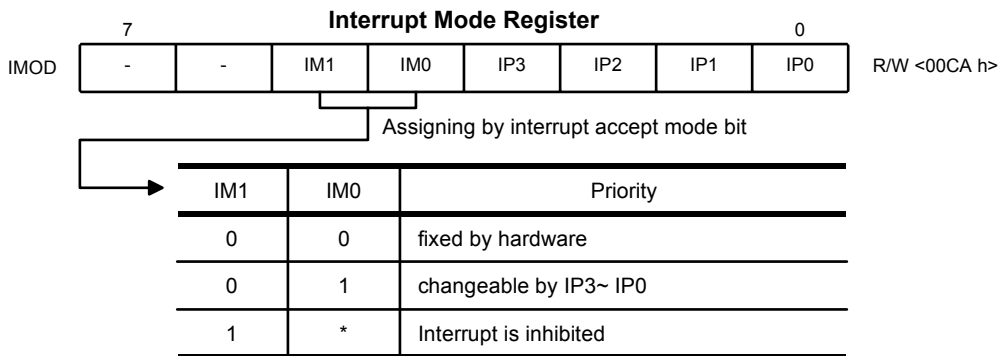 Interrupt Mode Register
7 0
IMOD - - IM1 IM0 IP3 IP2 IP1 IP0 R/W <00CA h>
Assigning by interrupt accept mode bit
IM1 IM0 Priority
0 0 fixed by hardware
0 1 changeable by IP3~ IP0
1 * Interrupt is inhibited